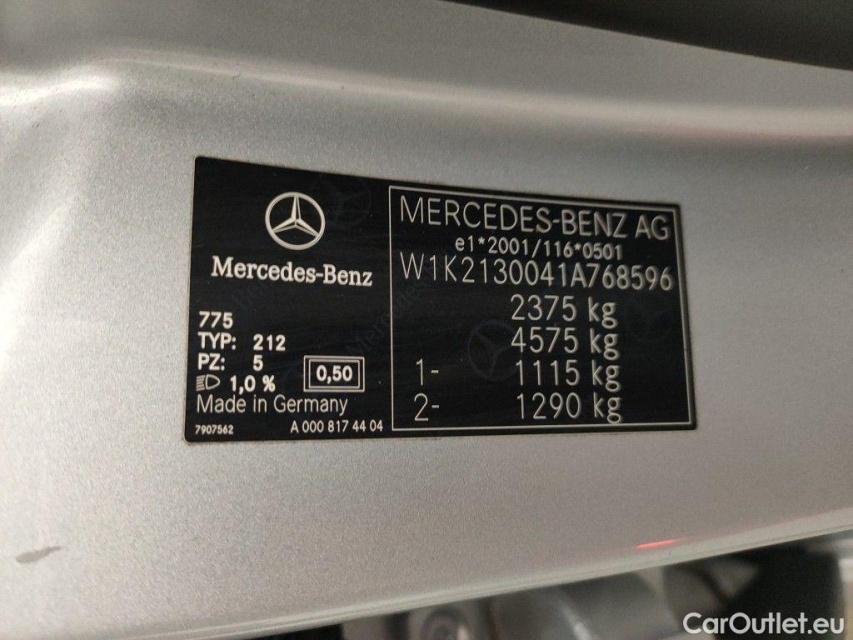 Mercedes-Benz
775
TYP: 212
PZ: 5
1,0 %
0,50
Made in Germany
7907562
A 000 817 44 04
MERCEDES-BENZ AG
e1*2001/116*0501
W1K2130041A768596
2375 kg
4575 kg
1- 1115 kg
2- 1290 kg
CarOutlet.eu